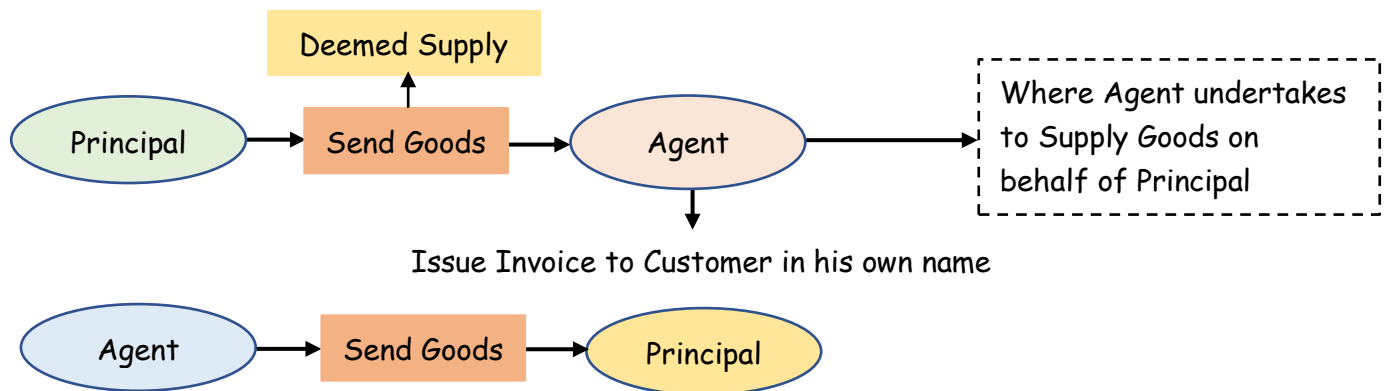 Deemed Supply
Principal
Send Goods
Agent
Where Agent undertakes
to Supply Goods on
behalf of Principal
Issue Invoice to Customer in his own name
Agent
Send Goods
Principal